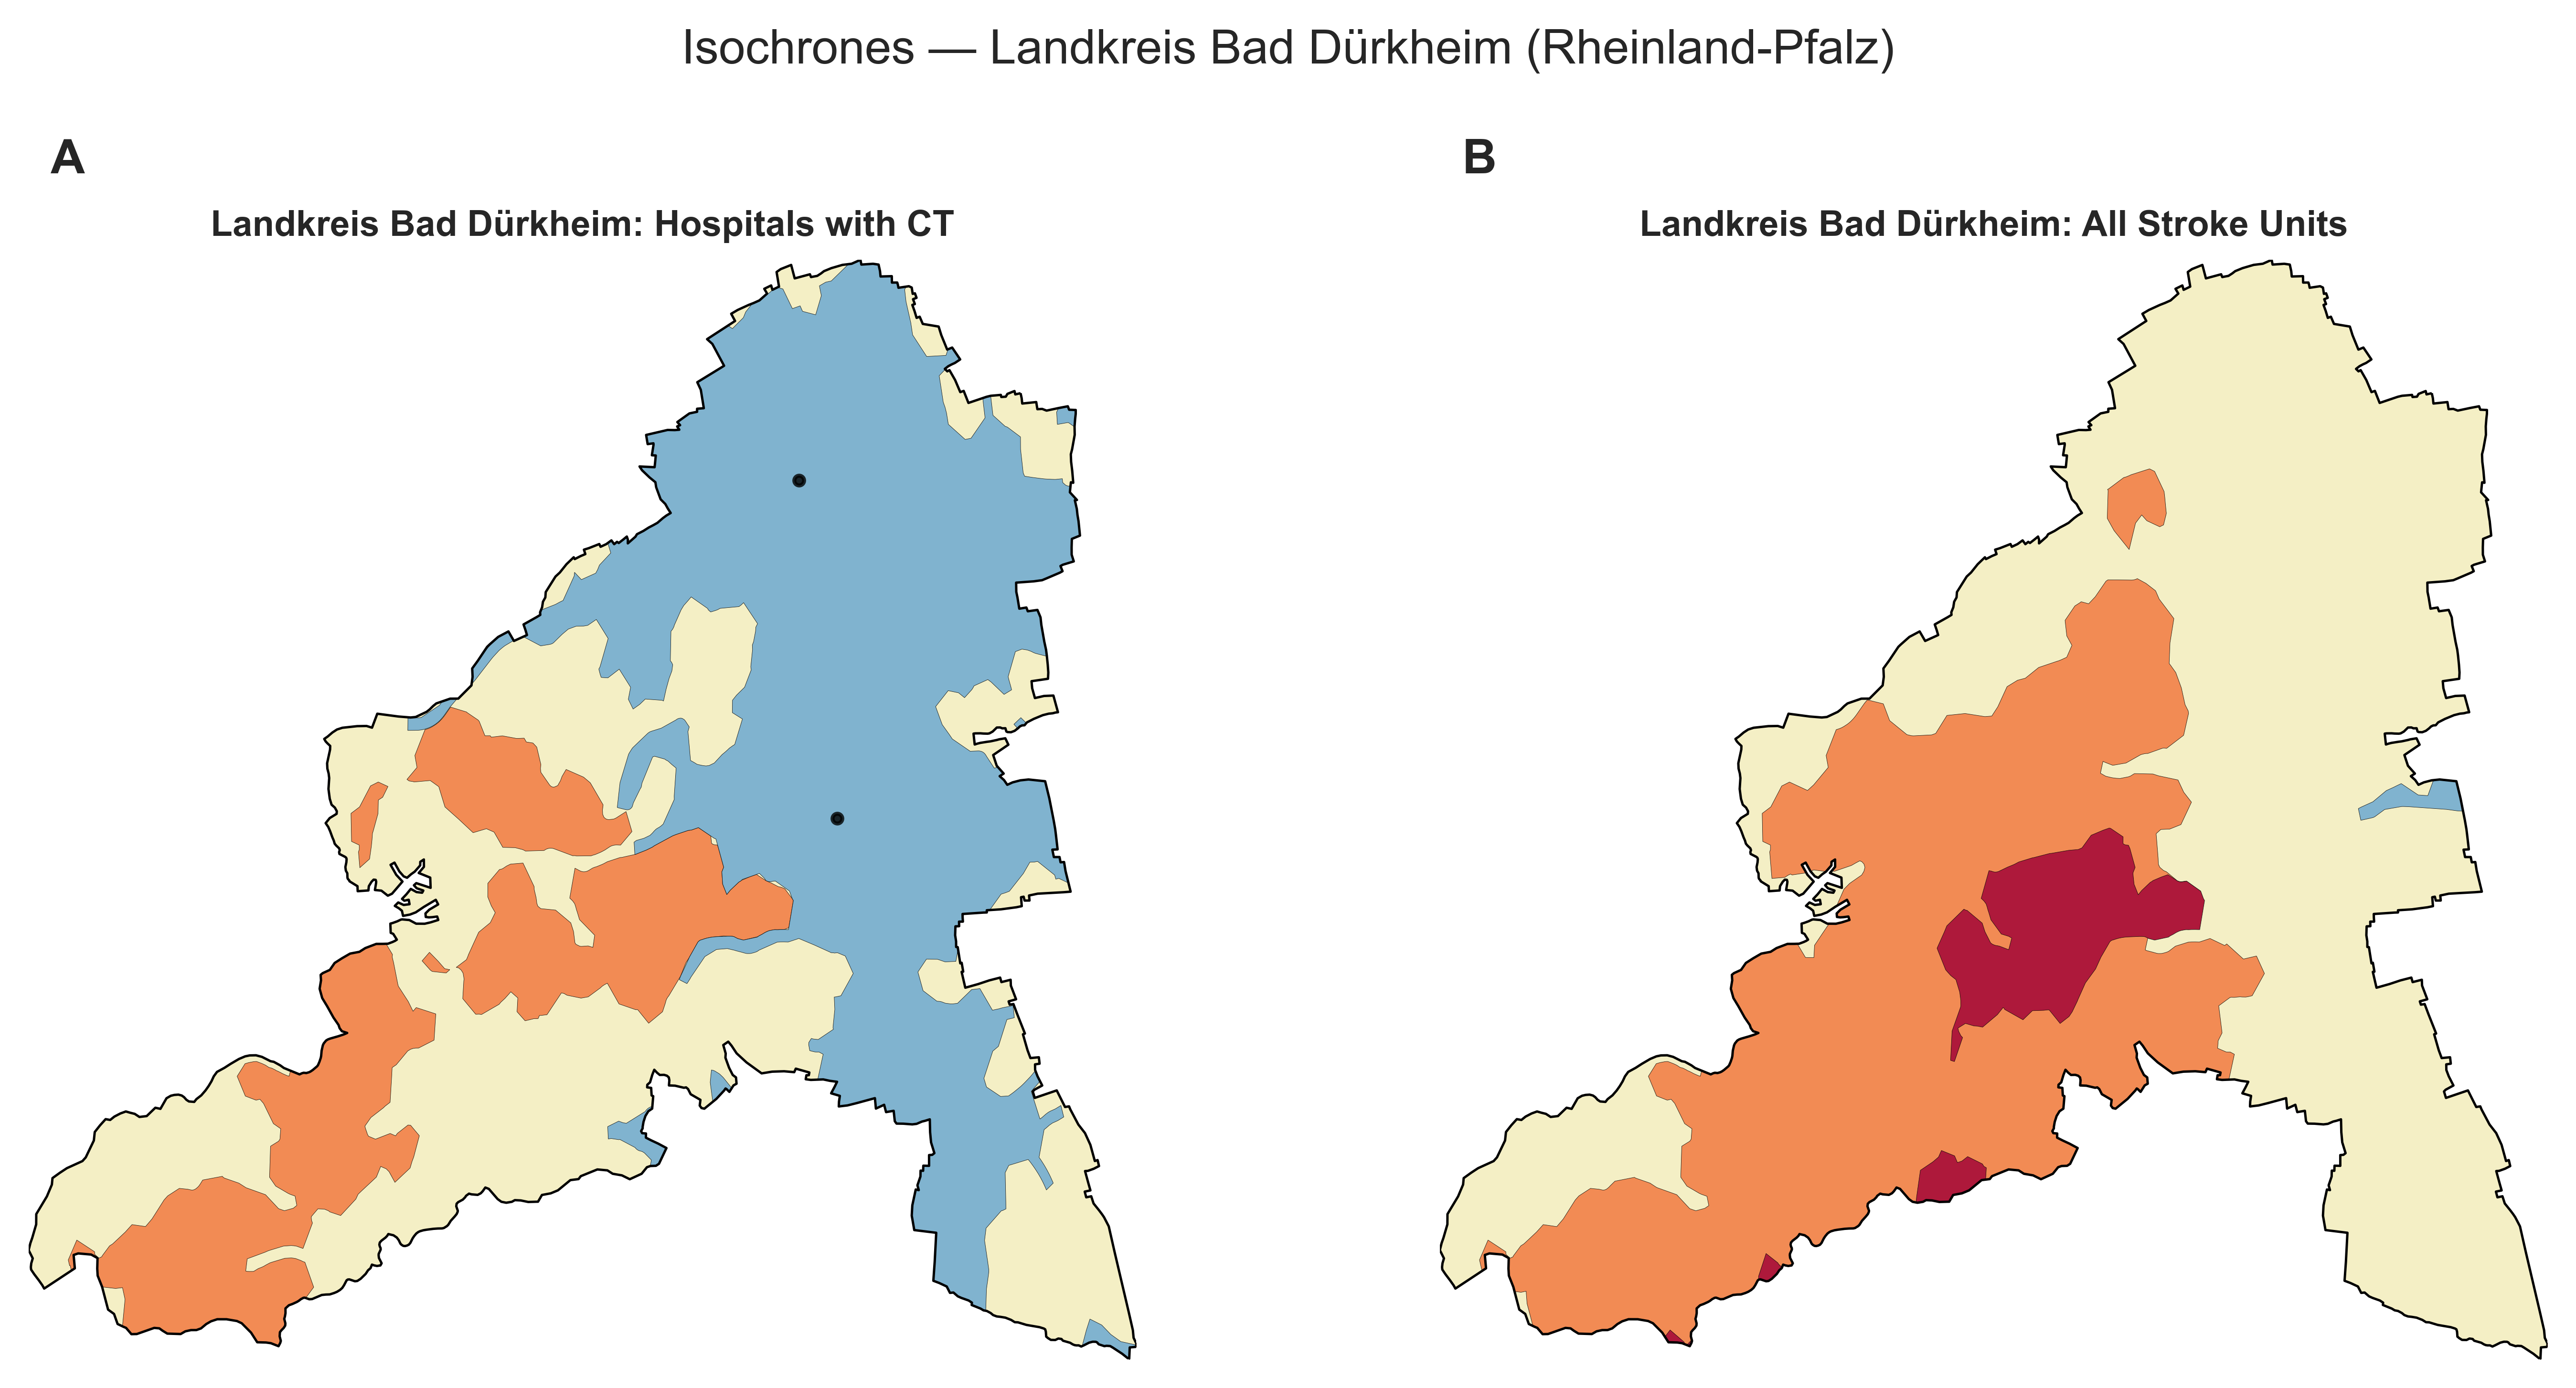 Isochrones — Landkreis Bad Dürkheim (Rheinland-Pfalz)
A
B
Landkreis Bad Dürkheim: Hospitals with CT
Landkreis Bad Dürkheim: All Stroke Units